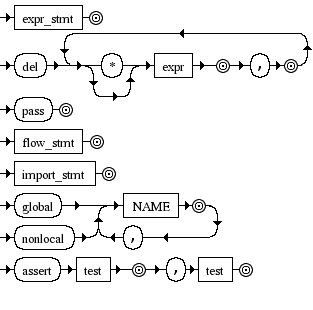 expr_stmt
del * expr ,
pass
flow_stmt
import_stmt
global NAME
nonlocal ,
assert test , test